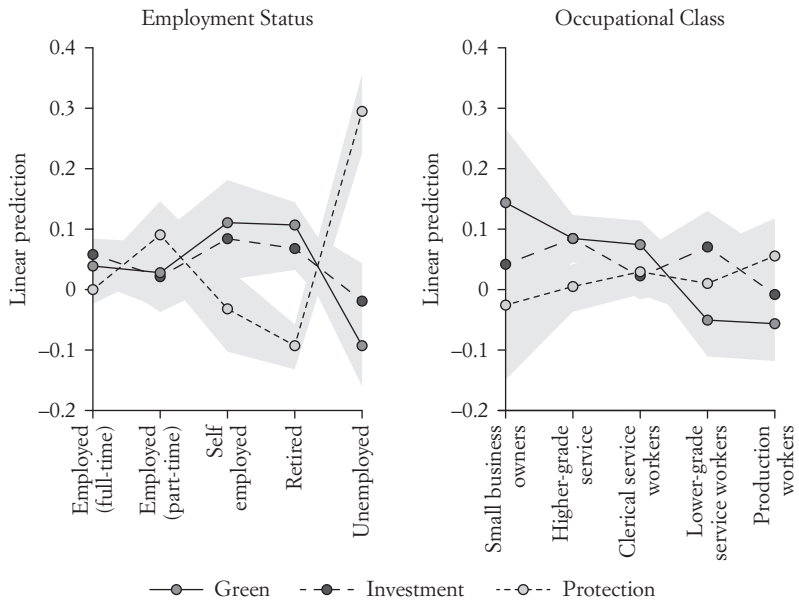 Employment Status
0.4
0.3
0.2
0.1
0
–0.1
–0.2
Linear prediction
Employed
(full-time)
Employed
(part-time)
Self
employed
Retired
Unemployed
Occupational Class
0.4
0.3
0.2
0.1
0
–0.1
–0.2
Linear prediction
Small business
owners
Higher-grade
service
Clerical service
workers
Lower-grade
service workers
Production
workers
Green
Investment
Protection